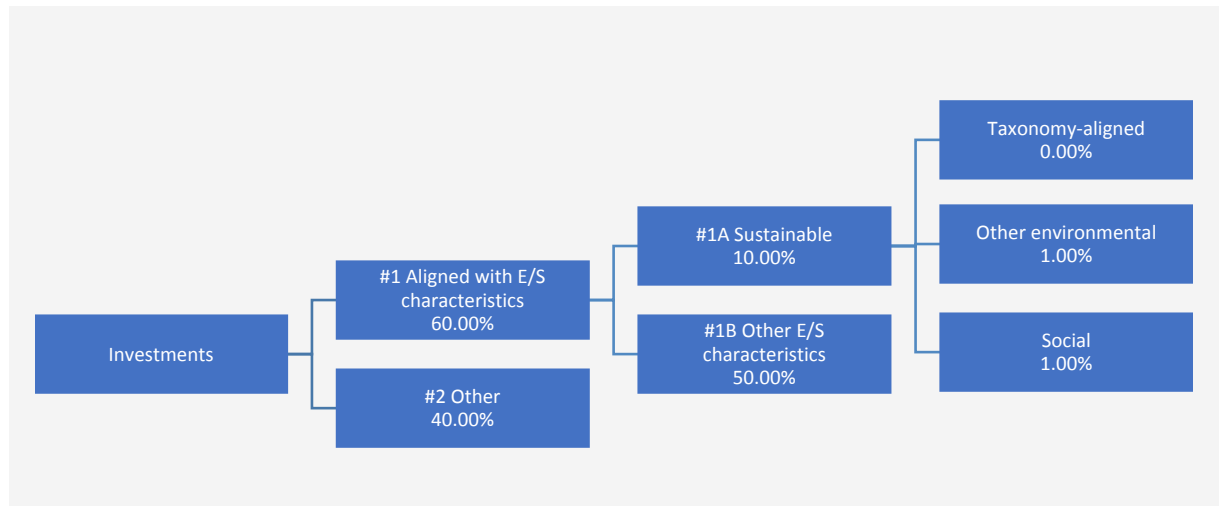 Investments
#1 Aligned with E/S
characteristics
60.00%
#2 Other
40.00%
#1A Sustainable
10.00%
#1B Other E/S
characteristics
50.00%
Taxonomy-aligned
0.00%
Other environmental
1.00%
Social
1.00%